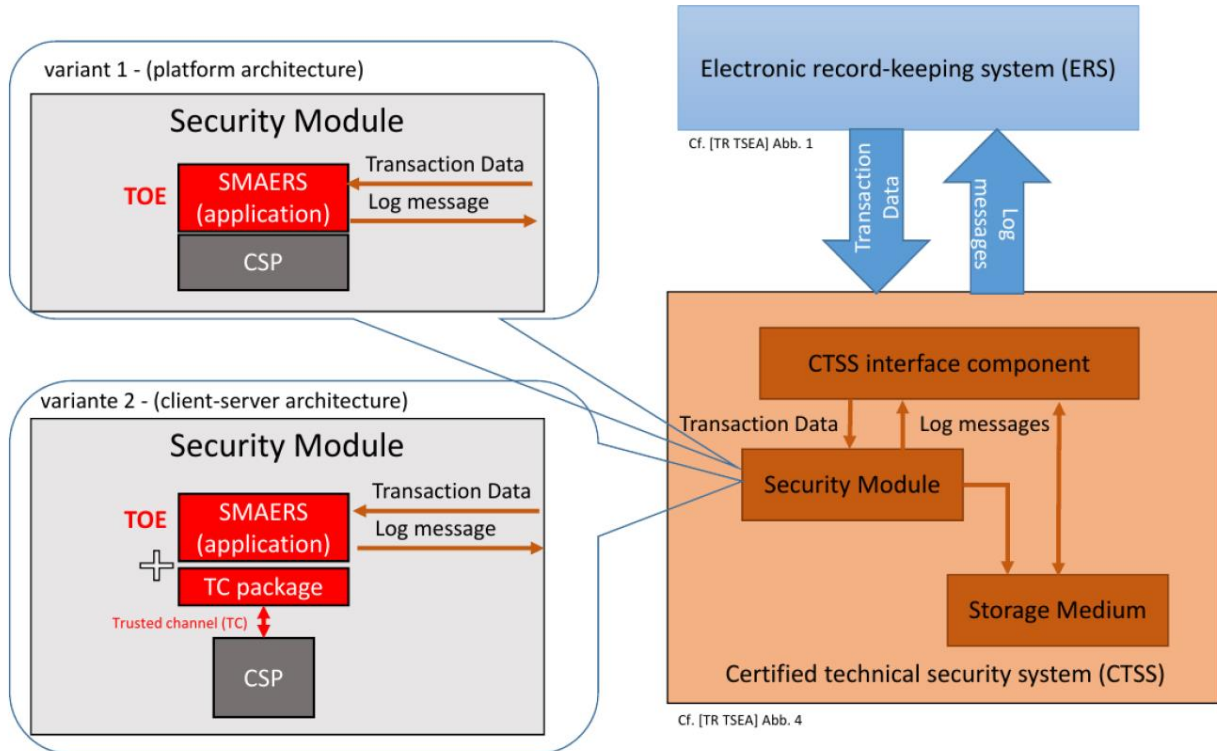 variant 1 - (platform architecture)
Security Module
TOE
SMAERS
(application)
CSP
Transaction Data
Log message
variante 2 - (client-server architecture)
Security Module
TOE
SMAERS
(application)
TC package
Trusted channel (TC)
CSP
Transaction Data
Log message
Electronic record-keeping system (ERS)
Cf. [TR TSEA] Abb. 1
Transaction
Data
Log
messages
CTSS interface component
Transaction Data
Log messages
Security Module
Storage Medium
Certified technical security system (CTSS)
Cf. [TR TSEA] Abb. 4